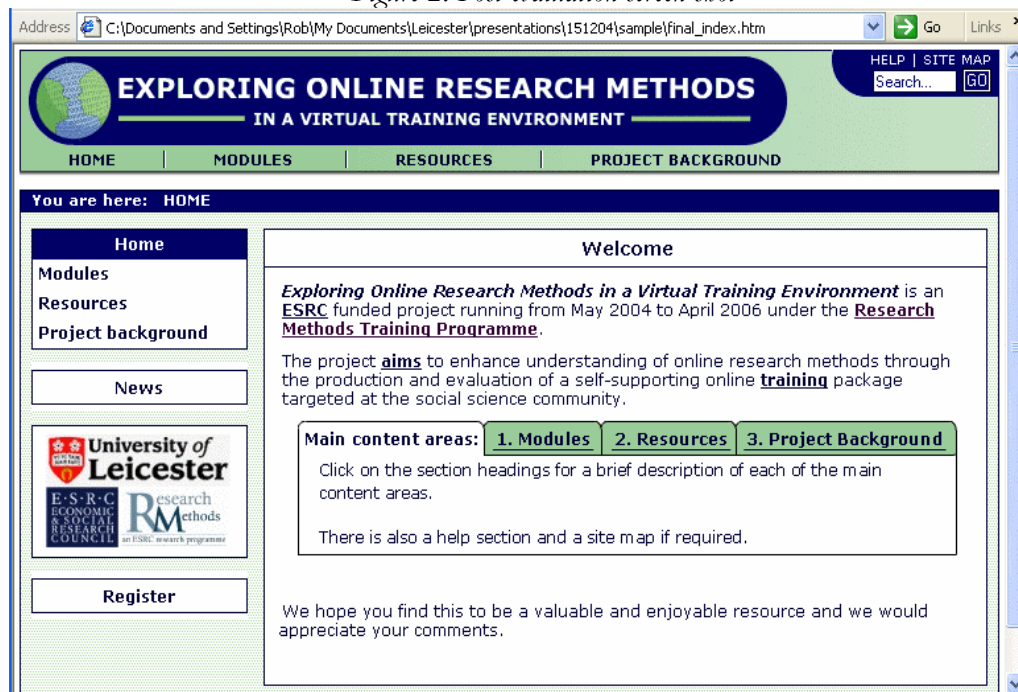 Address C:\Documents and Settings\Rob\My Documents\Leicester\presentations\151204\sample\final_index.htm Go Links
HELP | SITE MAP
Search... GO
EXPLORING ONLINE RESEARCH METHODS
IN A VIRTUAL TRAINING ENVIRONMENT
HOME MODULES RESOURCES PROJECT BACKGROUND
You are here: HOME
Home
Modules
Resources
Project background
News
University of
Leicester
E·S·R·C
ECONOMIC
& SOCIAL
RESEARCH
COUNCIL
Research
Methods
an ESRC research programme
Register
Welcome
Exploring Online Research Methods in a Virtual Training Environment is an
ESRC funded project running from May 2004 to April 2006 under the Research
Methods Training Programme.
The project aims to enhance understanding of online research methods through
the production and evaluation of a self-supporting online training package
targeted at the social science community.
Main content areas: 1. Modules 2. Resources 3. Project Background
Click on the section headings for a brief description of each of the main
content areas.
There is also a help section and a site map if required.
We hope you find this to be a valuable and enjoyable resource and we would
appreciate your comments.